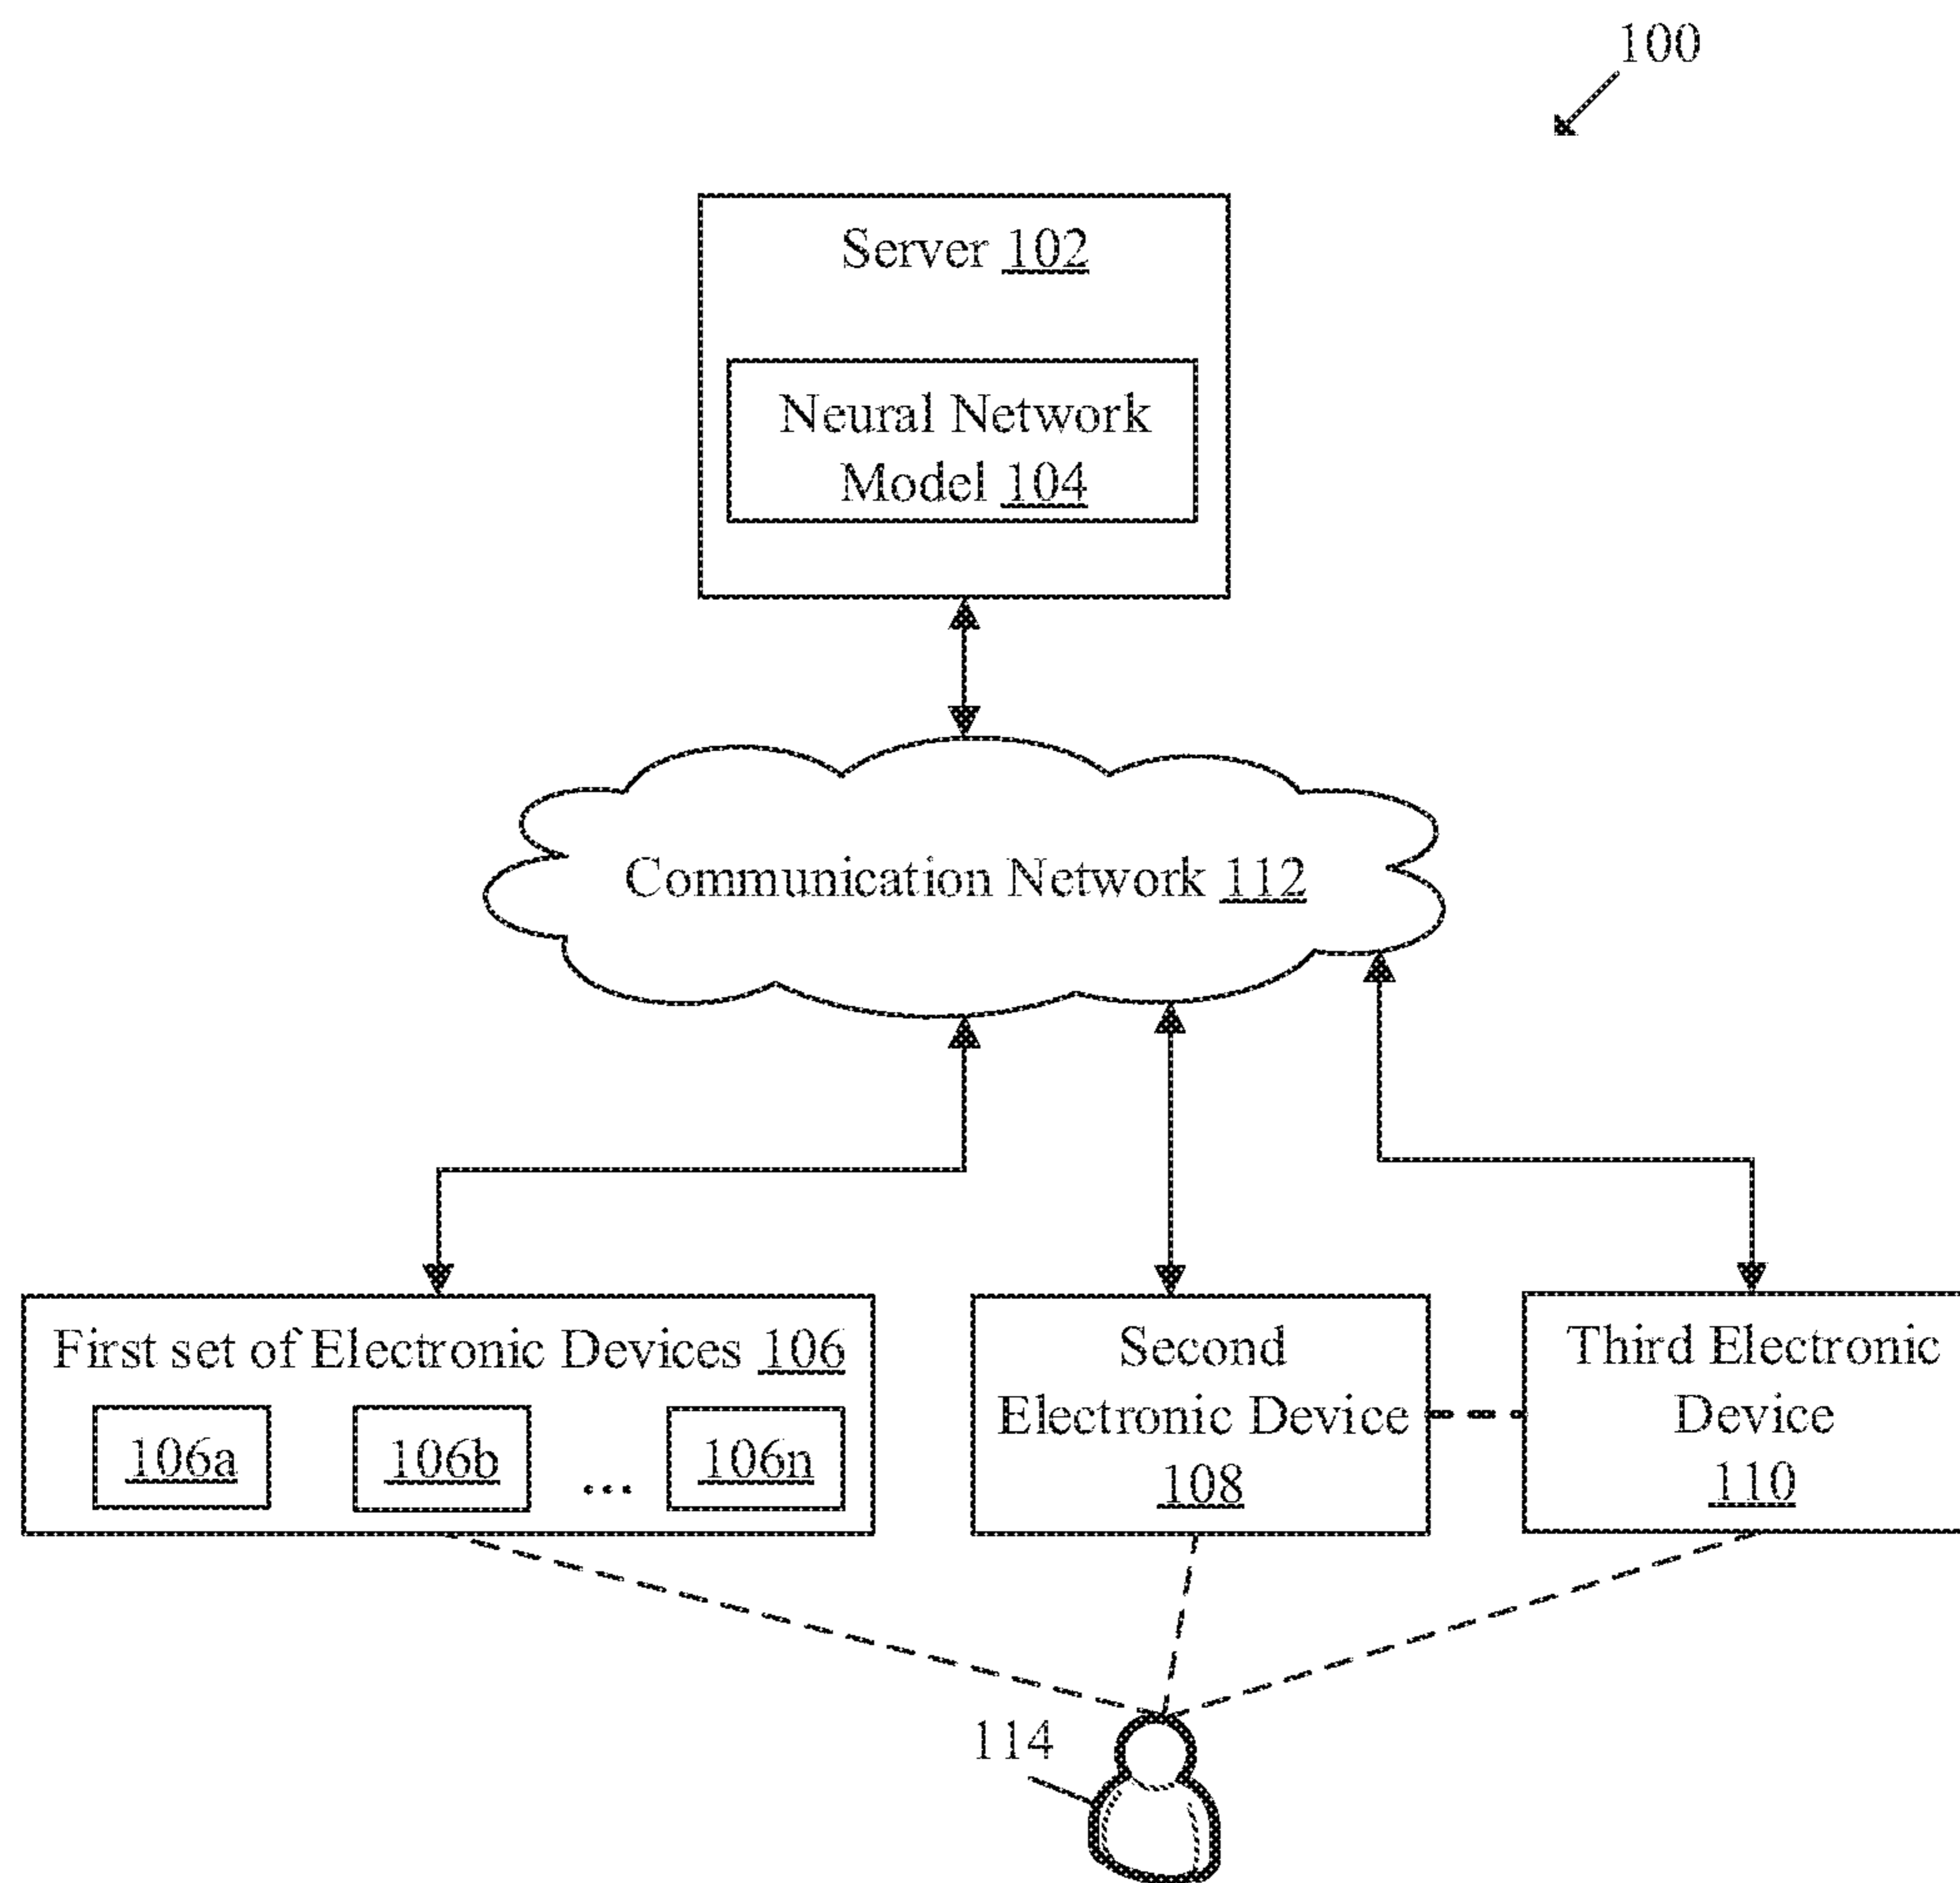 100
Server 102
Neural Network
Model 104
Communication Network 112
First set of Electronic Devices 106
106a 106b ... 106n
Second
Electronic Device
108
Third Electronic
Device
110
114